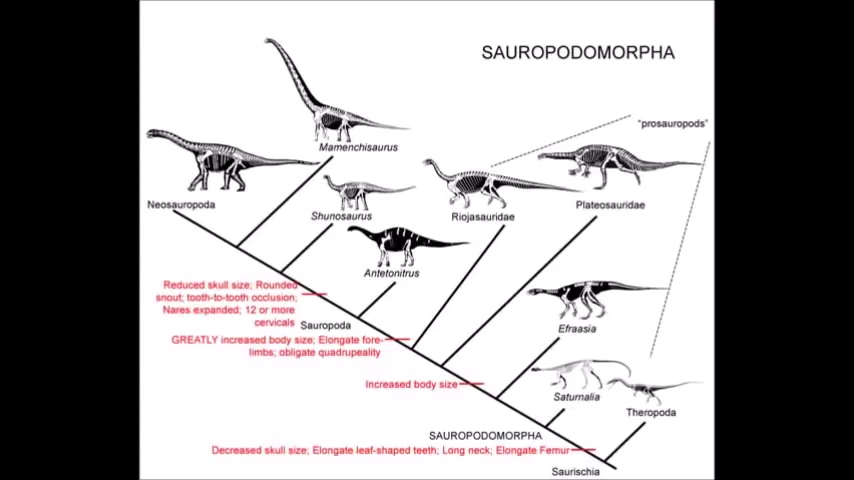 SAUROPODOMORPHA
"prosauropods"
Mamenchisaurus
Neosauropoda
Shunosaurus
Riojasauridae
Plateosauridae
Antetonitrus
Reduced skull size; Rounded
snout; tooth-to-tooth occlusion;
Nares expanded; 12 or more
cervicals
Sauropoda
Efraasia
GREATLY increased body size; Elongate fore-
limbs; obligate quadrupeality
Increased body size
Saturnalia
Theropoda
SAUROPODOMORPHA
Decreased skull size; Elongate leaf-shaped teeth; Long neck; Elongate Femur
Saurischia